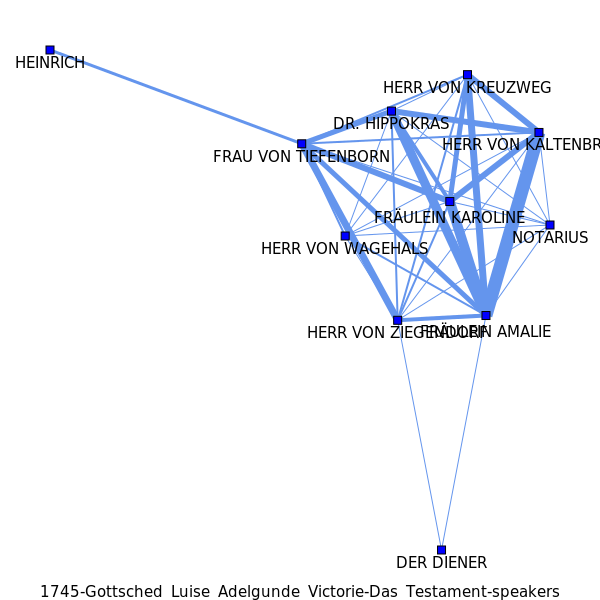 HEINRICH
HERR VON KREUZWEG
DR. HIPPOKRAS
HERR VON KALTENBR
FRAU VON TIEFENBORN
FRÄULEIN KAROLINE
NOTARIUS
HERR VON WAGEHALS
HERR VON ZIEGENDORF
FRÄULEIN AMALIE
DER DIENER
1745-Gottsched Luise Adelgunde Victorie-Das Testament-speakers